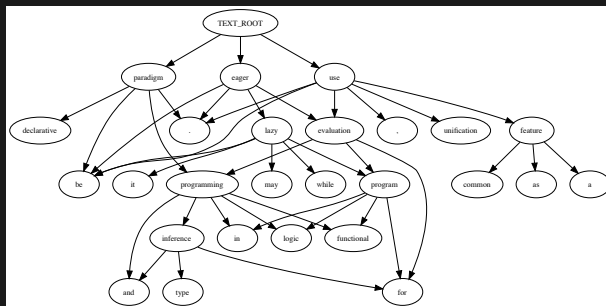 TEXT_ROOT
paradigm eager use
declarative . lazy evaluation , unification feature
be it programming may while program common as a
inference in logic functional
and type for